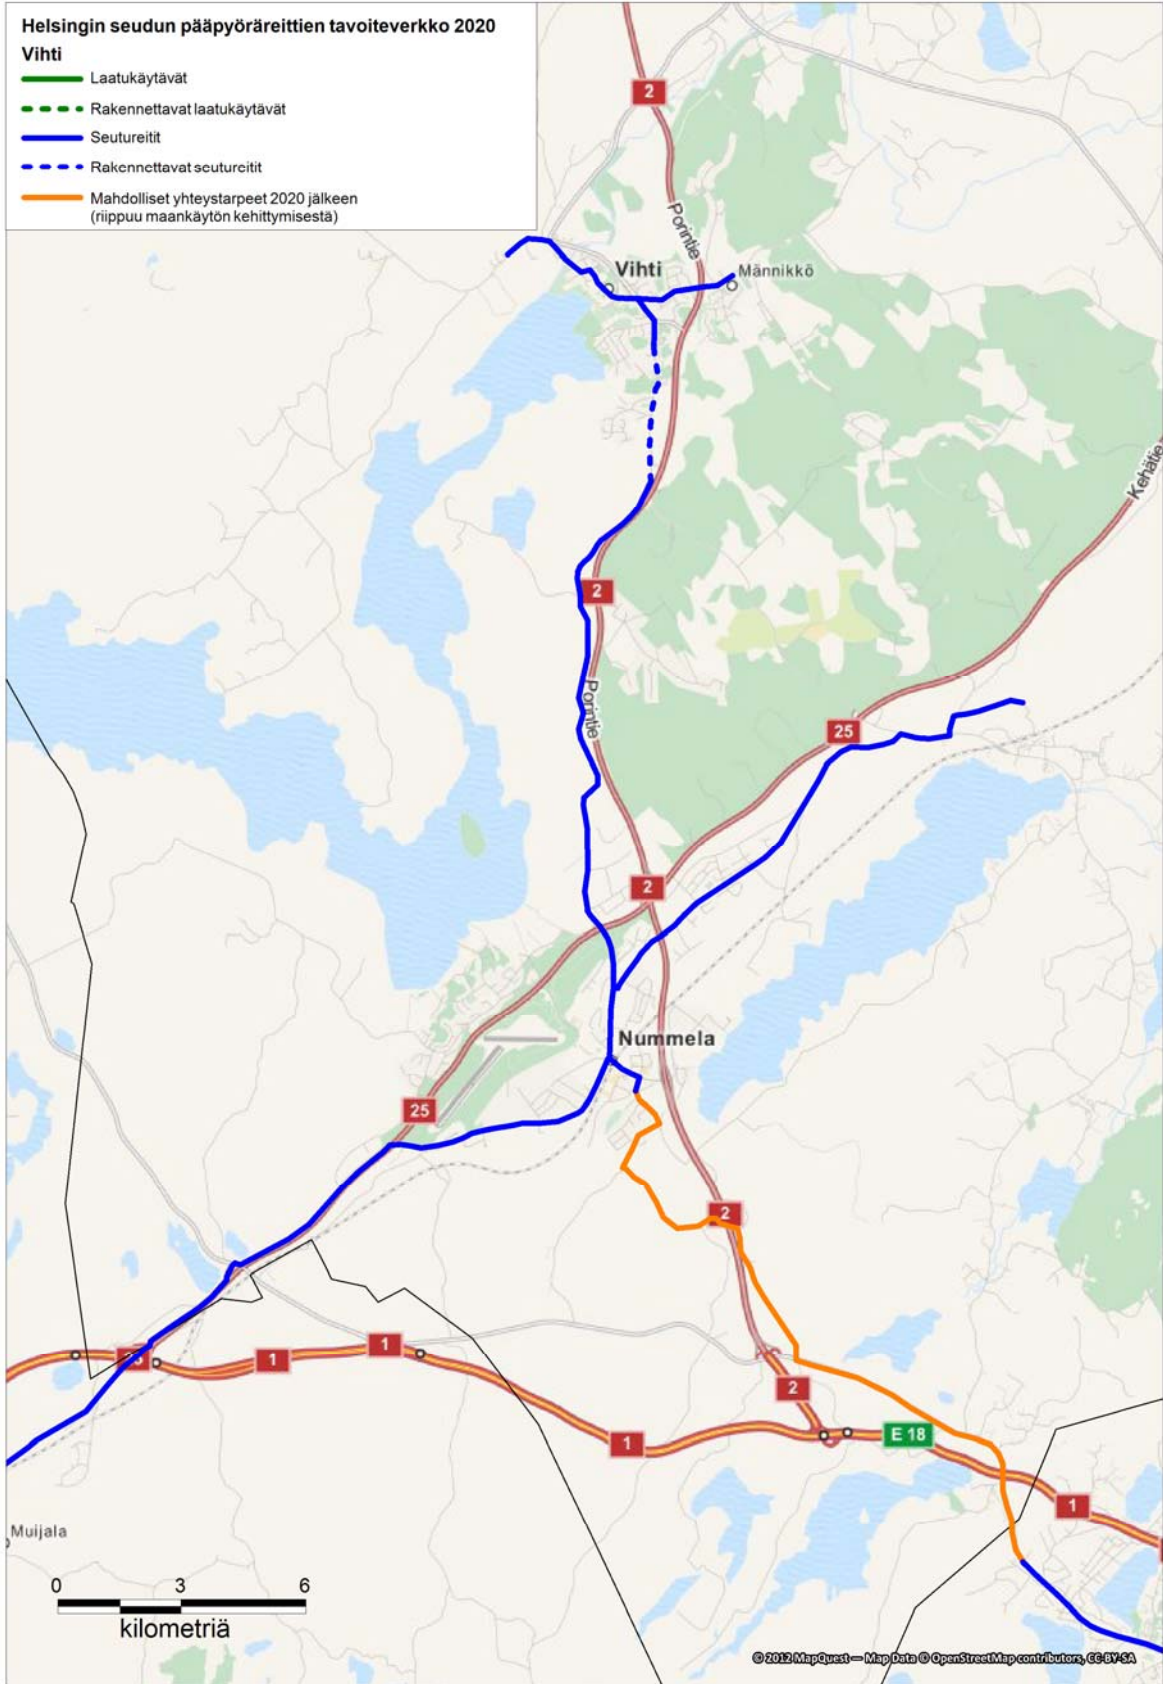 Helsingin seudun pääpyöräreittien tavoiteverkko 2020
Vihti
Laatukäytävät
Rakennettavat laatukäytävät
Seutureitit
Rakennettavat seutureitit
Mahdolliset yhteystarpeet 2020 jälkeen
(riippuu maankäytön kehittymisestä)
2
Porintie
Vihti
Männikkö
Kehätie
2
Porintie
25
2
Nummela
25
2
1
1
2
1
E 18
1
Muijala
0 3 6
kilometriä
© 2012 MapQuest — Map Data © OpenStreetMap contributors, CC-BY-SA